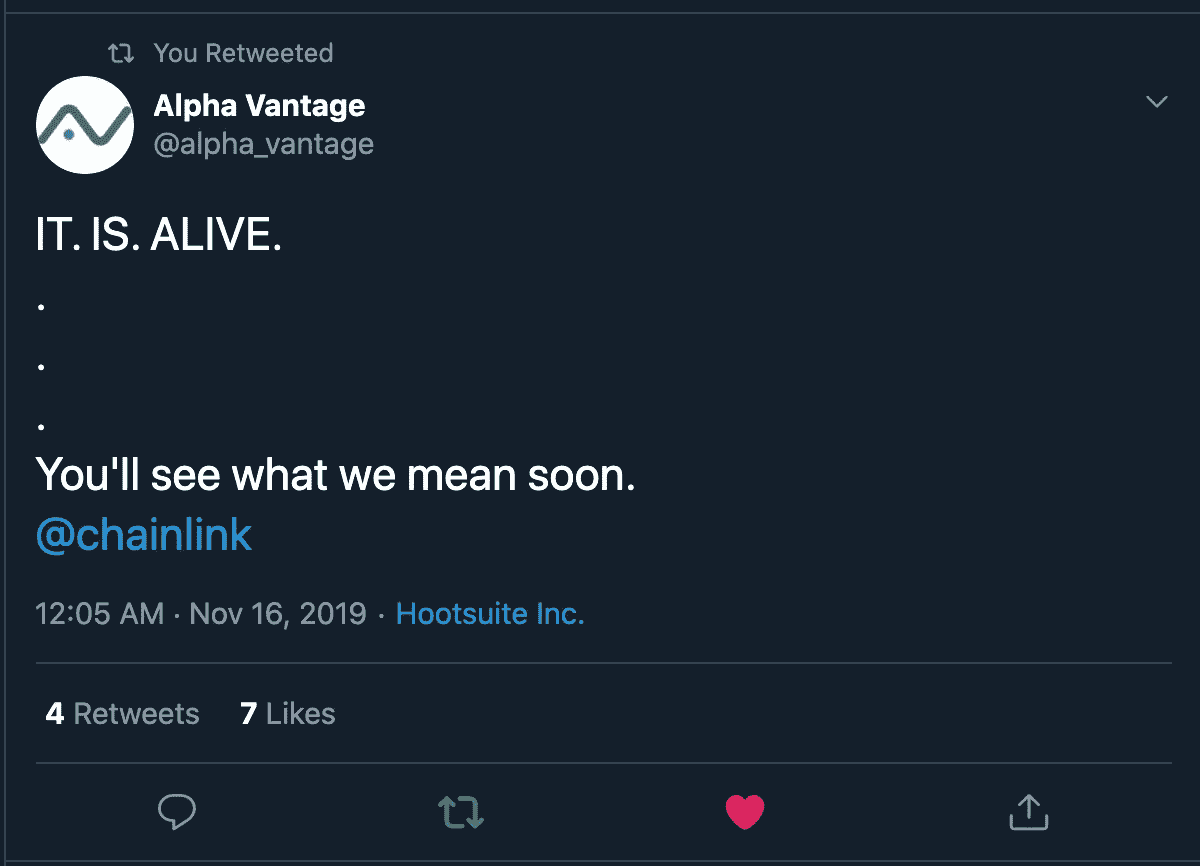 You Retweeted
Alpha Vantage
@alpha_vantage
IT. IS. ALIVE.
.
.
.
You'll see what we mean soon.
@chainlink
12:05 AM · Nov 16, 2019 · Hootsuite Inc.
4 Retweets 7 Likes